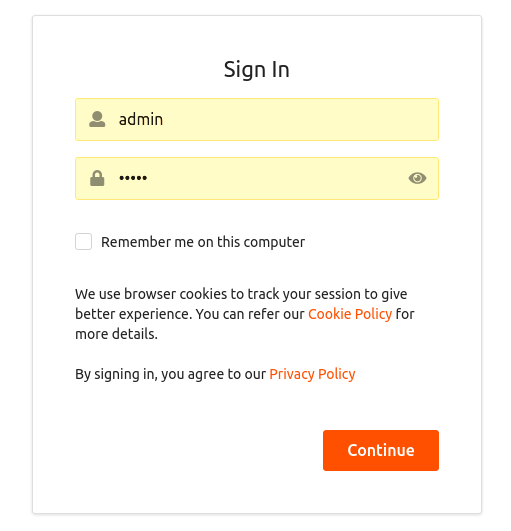 Sign In
admin
•••••
Remember me on this computer
We use browser cookies to track your session to give
better experience. You can refer our Cookie Policy for
more details.
By signing in, you agree to our Privacy Policy
Continue